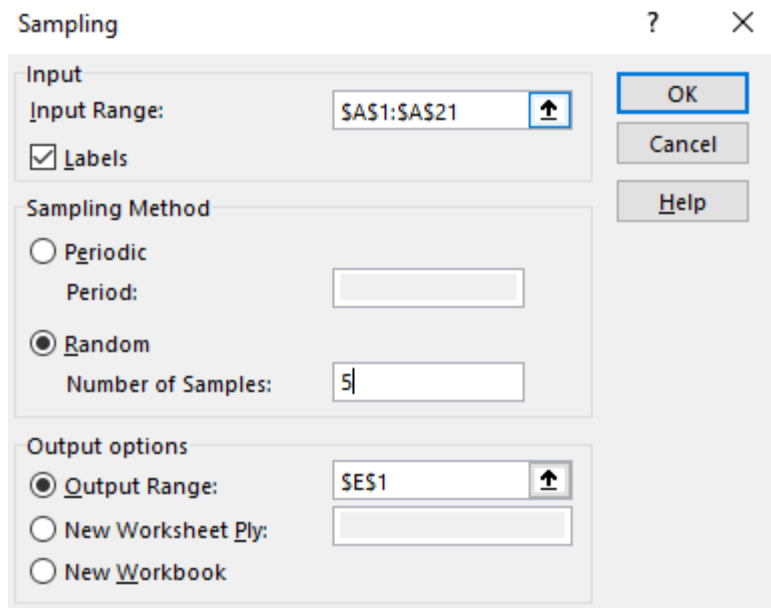 Sampling ? X
Input
Input Range: $A$1:$A$21
Labels
OK
Cancel
Help
Sampling Method
Periodic
Period:
Random
Number of Samples: 5
Output options
Output Range: $E$1
New Worksheet Ply:
New Workbook